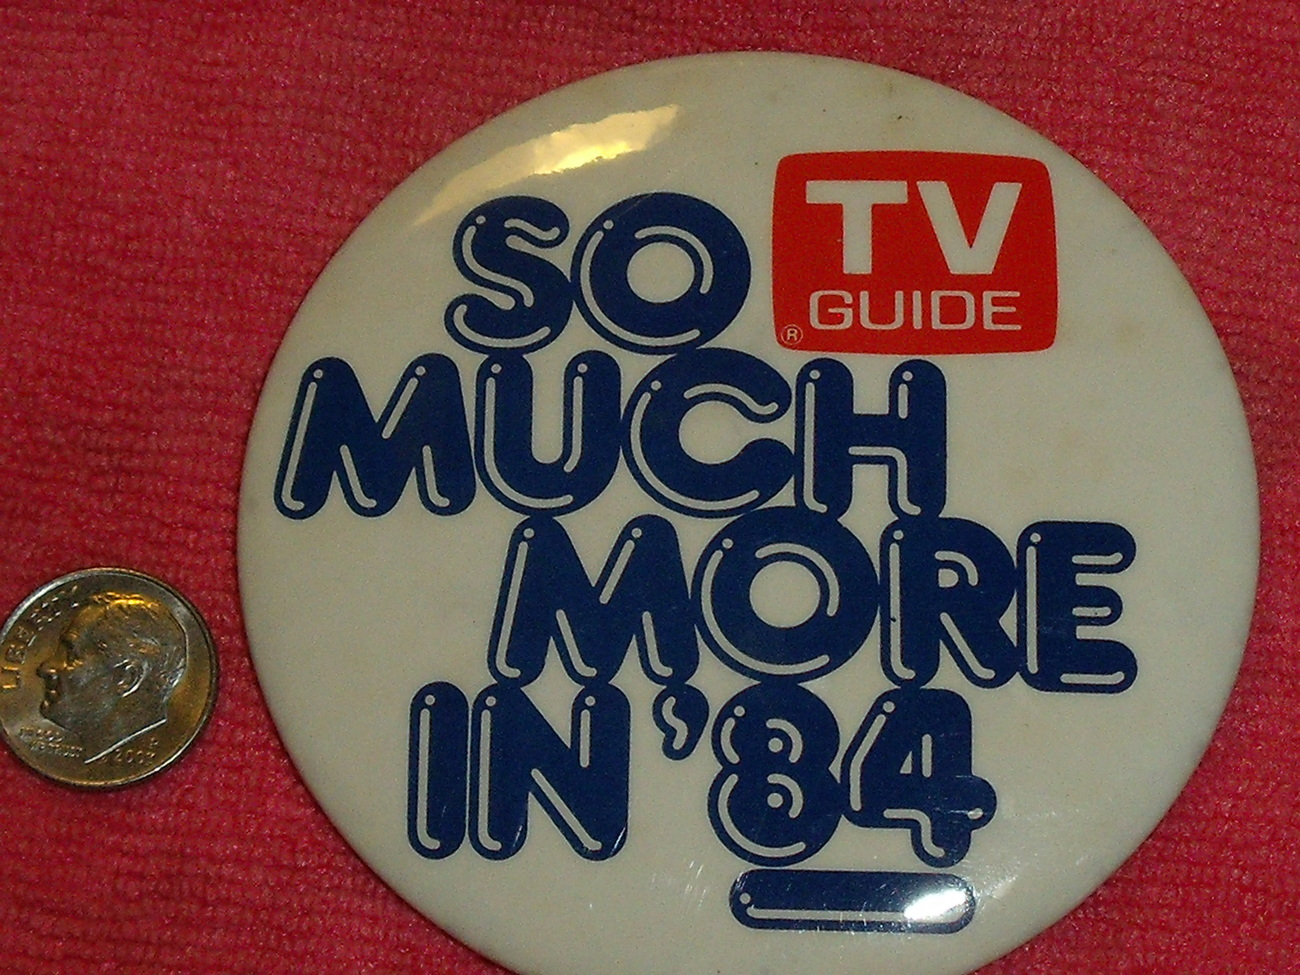 TV
GUIDE
®
SO
MUCH
MORE
IN '84
LIBERTY